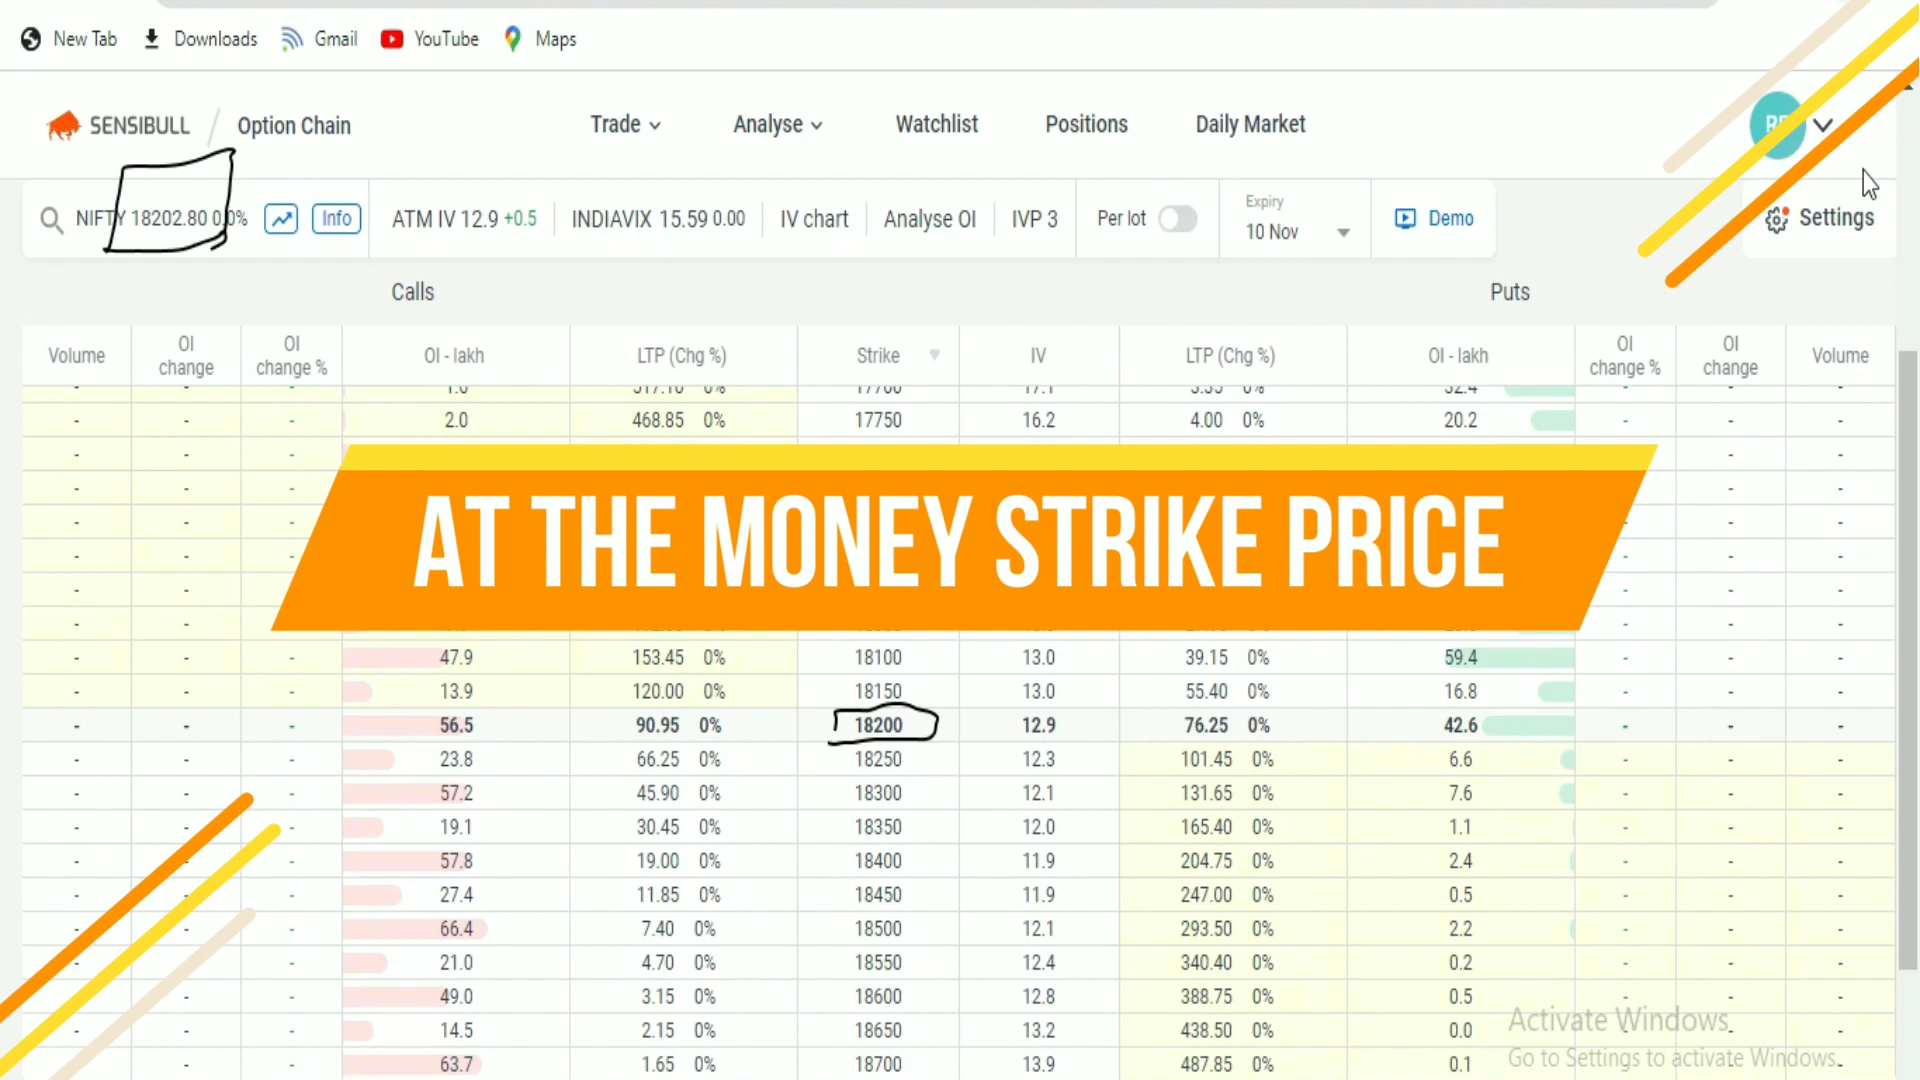 New Tab Downloads Gmail YouTube Maps
SENSIBULL / Option Chain Trade Analyse Watchlist Positions Daily Market
NIFTY 18202.80 Info ATM IV 12.9 +0.5 INDIAVIX 15.59 0.00 IV chart Analyse OI IVP 3 Per lot Expiry 10 Nov Demo Settings
Calls Puts
Volume OI change OI change % OI - lakh LTP (Chg %) Strike IV LTP (Chg %) OI - lakh OI change % OI change Volume
- - - 2.0 468.85 0% 17750 16.2 4.00 0% 20.2 - - -
AT THE MONEY STRIKE PRICE
- - - 47.9 153.45 0% 18100 13.0 39.15 0% 59.4 - - -
- - - 13.9 120.00 0% 18150 13.0 55.40 0% 16.8 - - -
- - - 56.5 90.95 0% 18200 12.9 76.25 0% 42.6 - - -
- - - 23.8 66.25 0% 18250 12.3 101.45 0% 6.6 - - -
- - - 57.2 45.90 0% 18300 12.1 131.65 0% 7.6 - - -
- - - 19.1 30.45 0% 18350 12.0 165.40 0% 1.1 - - -
- - - 57.8 19.00 0% 18400 11.9 204.75 0% 2.4 - - -
- - - 27.4 11.85 0% 18450 11.9 247.00 0% 0.5 - - -
- - - 66.4 7.40 0% 18500 12.1 293.50 0% 2.2 - - -
- - - 21.0 4.70 0% 18550 12.4 340.40 0% 0.2 - - -
- - - 49.0 3.15 0% 18600 12.8 388.75 0% 0.5 - - -
- - - 14.5 2.15 0% 18650 13.2 438.50 0% 0.0 - - -
- - - 63.7 1.65 0% 18700 13.9 487.85 0% 0.1 - - -
Activate Windows
Go to Settings to activate Windows.